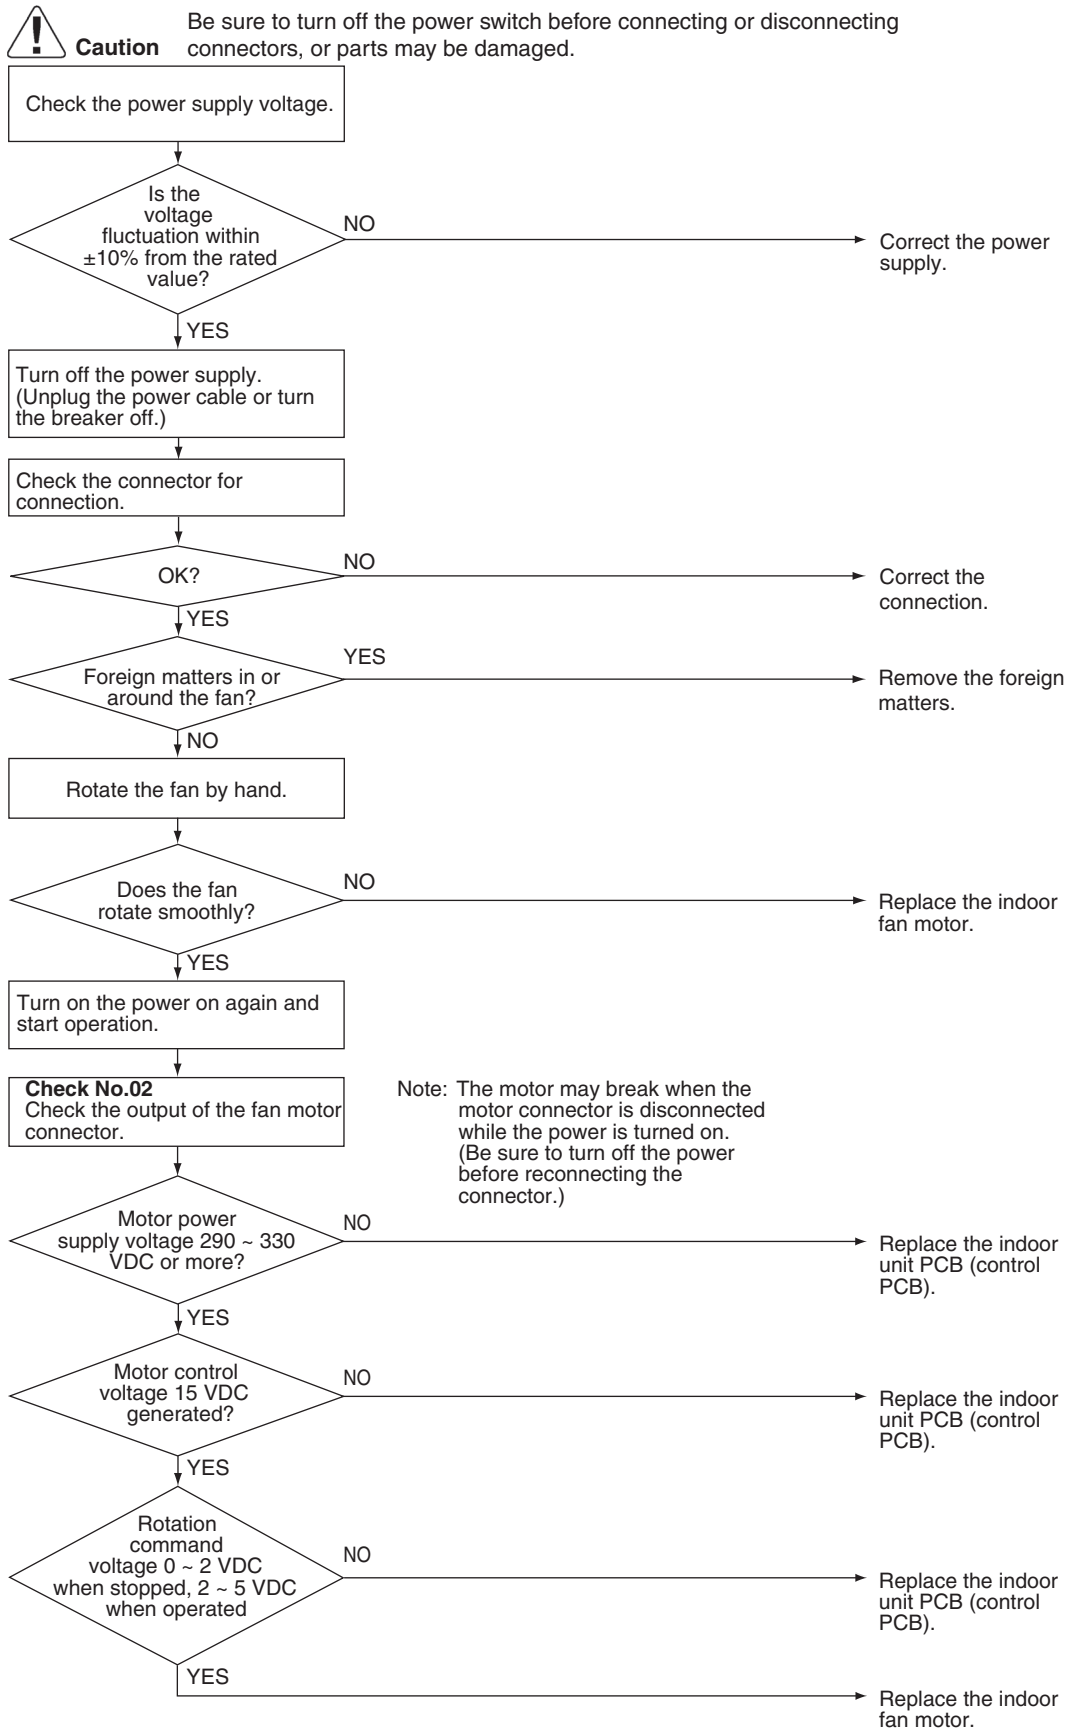 Be sure to turn off the power switch before connecting or disconnecting
Caution connectors, or parts may be damaged.
Check the power supply voltage.
Is the
voltage
fluctuation within
±10% from the rated
value?
NO
Correct the power
supply.
YES
Turn off the power supply.
(Unplug the power cable or turn
the breaker off.)
Check the connector for
connection.
OK?
NO
Correct the
connection.
YES
Foreign matters in or
around the fan?
YES
Remove the foreign
matters.
NO
Rotate the fan by hand.
Does the fan
rotate smoothly?
NO
Replace the indoor
fan motor.
YES
Turn on the power on again and
start operation.
Check No.02
Check the output of the fan motor
connector.
Note: The motor may break when the
motor connector is disconnected
while the power is turned on.
(Be sure to turn off the power
before reconnecting the
connector.)
Motor power
supply voltage 290 ~ 330
VDC or more?
NO
Replace the indoor
unit PCB (control
PCB).
YES
Motor control
voltage 15 VDC
generated?
NO
Replace the indoor
unit PCB (control
PCB).
YES
Rotation
command
voltage 0 ~ 2 VDC
when stopped, 2 ~ 5 VDC
when operated
NO
Replace the indoor
unit PCB (control
PCB).
YES
Replace the indoor
fan motor.